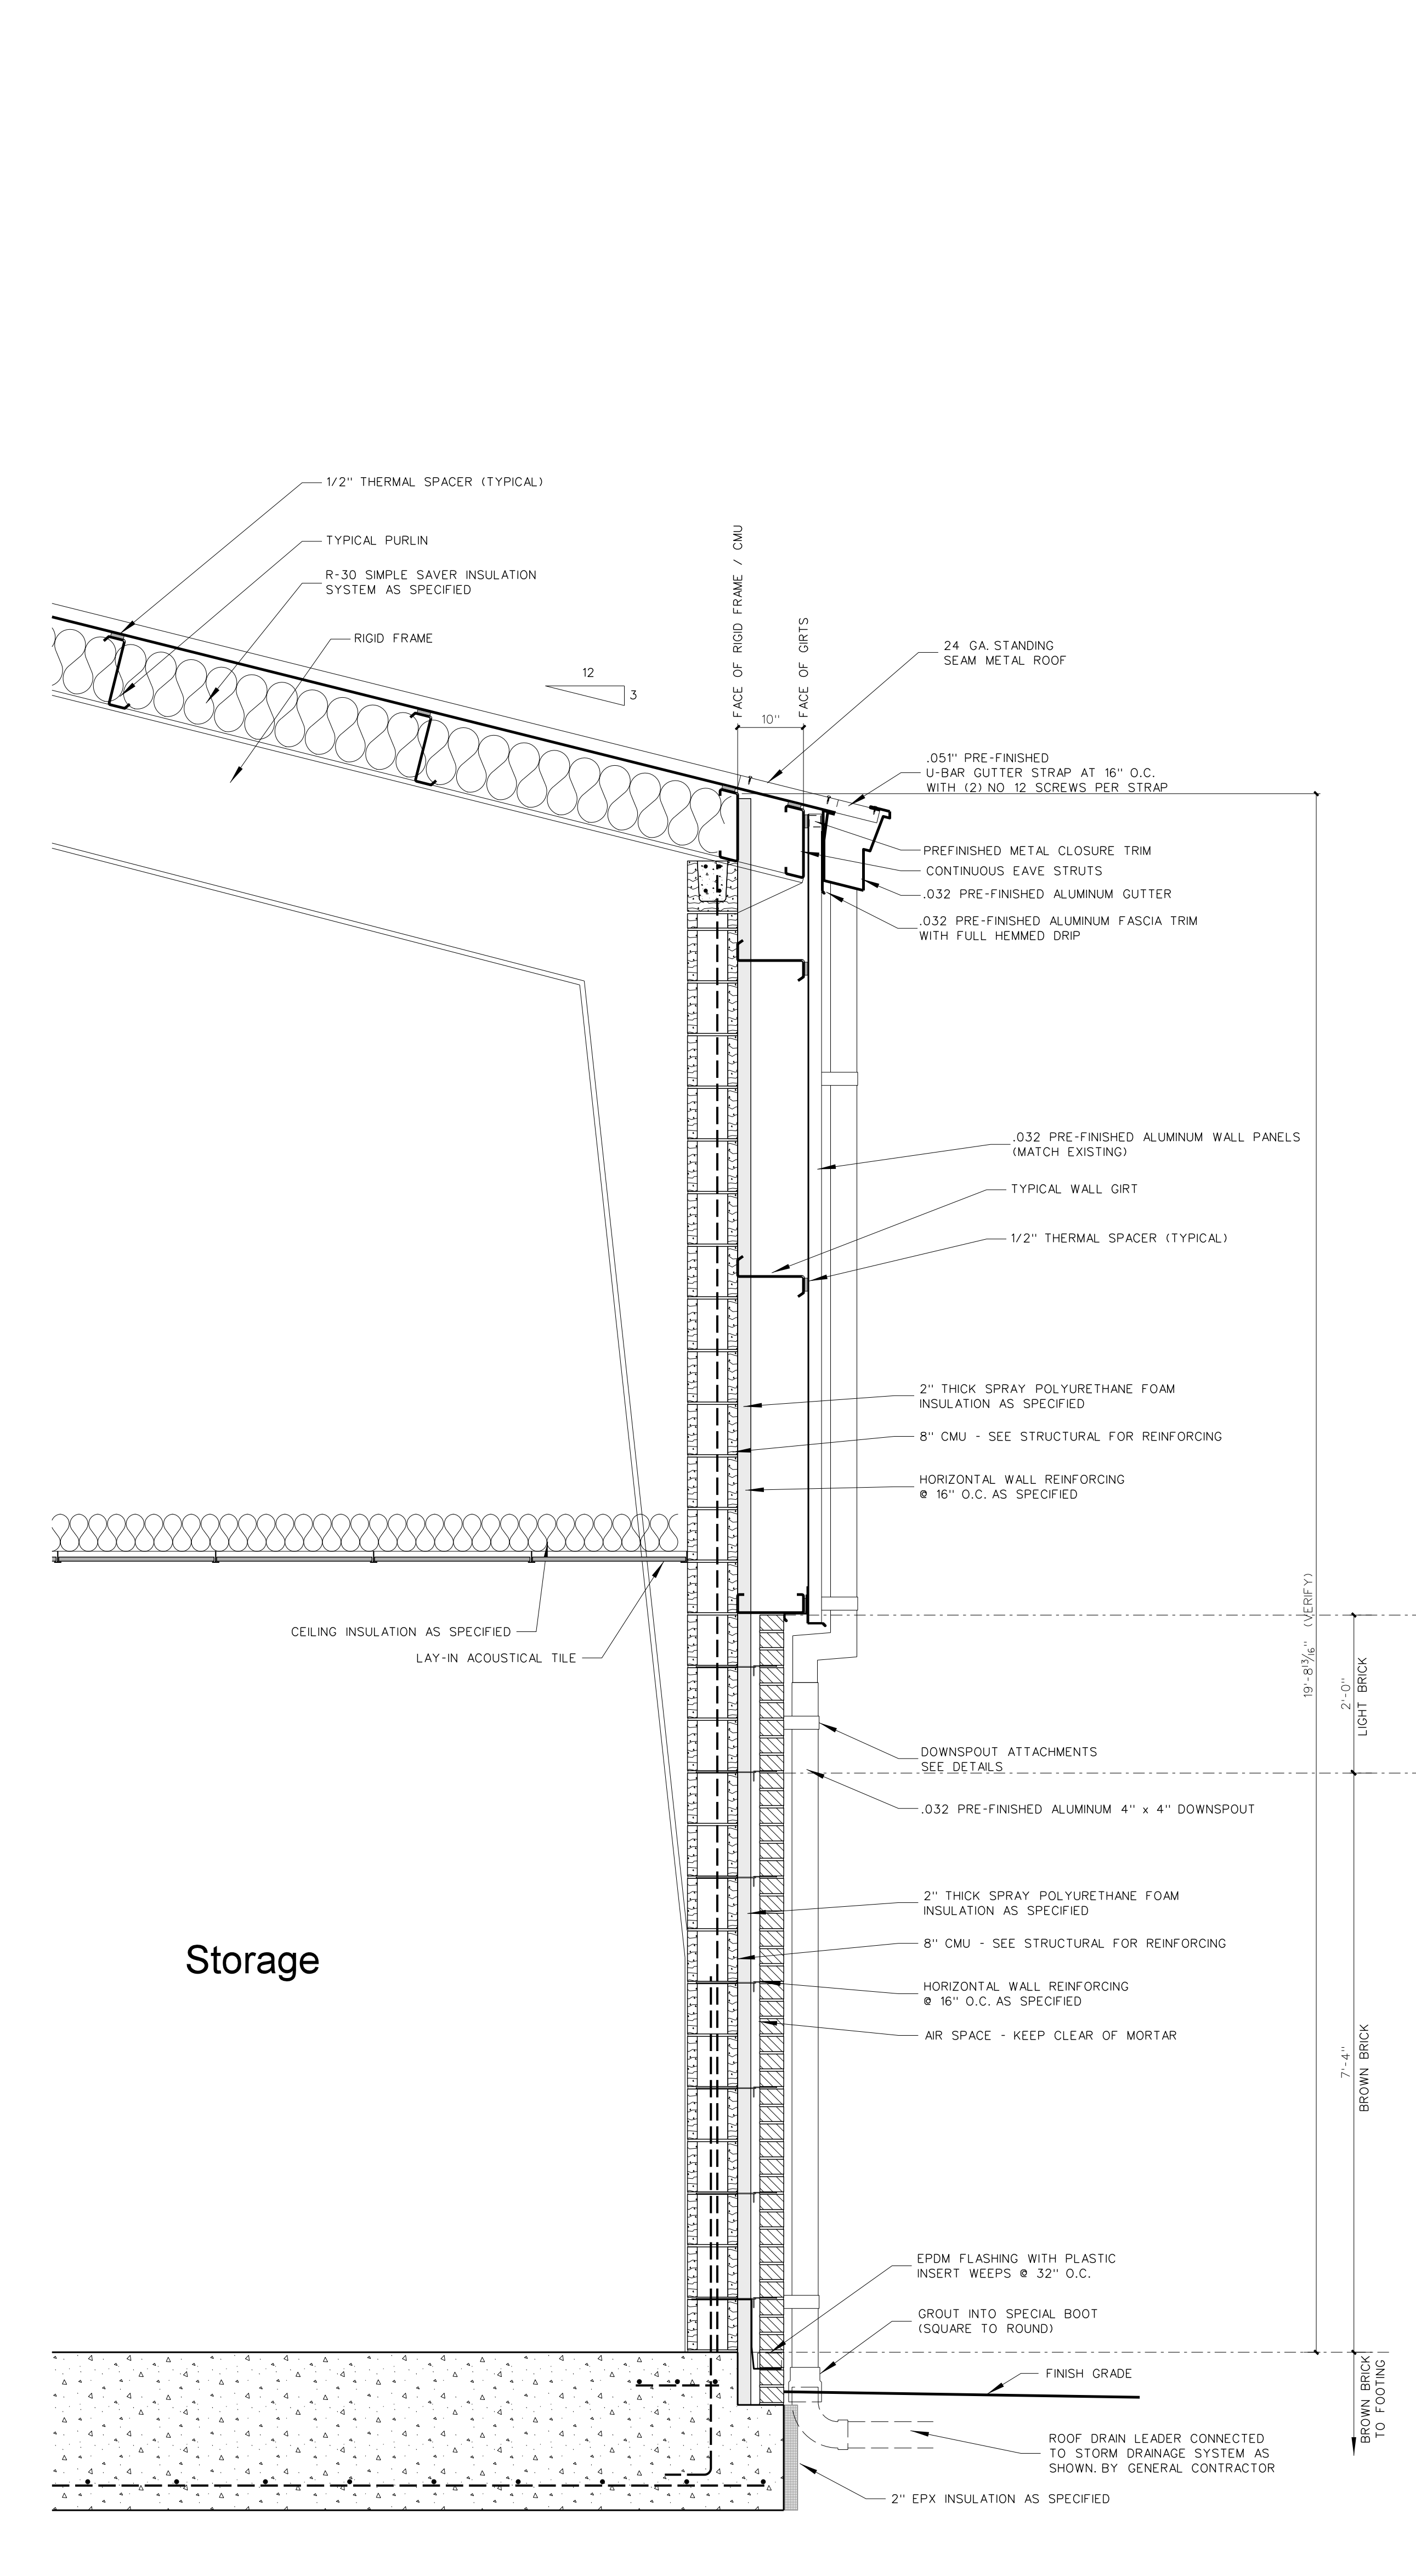 1/2" THERMAL SPACER (TYPICAL)
TYPICAL PURLIN
R-30 SIMPLE SAVER INSULATION
SYSTEM AS SPECIFIED
RIGID FRAME
12
3
FACE OF RIGID FRAME / CMU
FACE OF GIRTS
10"
24 GA. STANDING
SEAM METAL ROOF
.051" PRE-FINISHED
U-BAR GUTTER STRAP AT 16" O.C.
WITH (2) NO 12 SCREWS PER STRAP
PREFINISHED METAL CLOSURE TRIM
CONTINUOUS EAVE STRUTS
.032 PRE-FINISHED ALUMINUM GUTTER
.032 PRE-FINISHED ALUMINUM FASCIA TRIM
WITH FULL HEMMED DRIP
.032 PRE-FINISHED ALUMINUM WALL PANELS
(MATCH EXISTING)
TYPICAL WALL GIRT
1/2" THERMAL SPACER (TYPICAL)
2" THICK SPRAY POLYURETHANE FOAM
INSULATION AS SPECIFIED
8" CMU - SEE STRUCTURAL FOR REINFORCING
HORIZONTAL WALL REINFORCING
@ 16" O.C. AS SPECIFIED
CEILING INSULATION AS SPECIFIED
LAY-IN ACOUSTICAL TILE
19'-8 13/16" (VERIFY)
2'-0"
LIGHT BRICK
DOWNSPOUT ATTACHMENTS
SEE DETAILS
.032 PRE-FINISHED ALUMINUM 4" x 4" DOWNSPOUT
2" THICK SPRAY POLYURETHANE FOAM
INSULATION AS SPECIFIED
8" CMU - SEE STRUCTURAL FOR REINFORCING
Storage
HORIZONTAL WALL REINFORCING
@ 16" O.C. AS SPECIFIED
AIR SPACE - KEEP CLEAR OF MORTAR
7'-4"
BROWN BRICK
EPDM FLASHING WITH PLASTIC
INSERT WEEPS @ 32" O.C.
GROUT INTO SPECIAL BOOT
(SQUARE TO ROUND)
FINISH GRADE
BROWN BRICK
TO FOOTING
ROOF DRAIN LEADER CONNECTED
TO STORM DRAINAGE SYSTEM AS
SHOWN. BY GENERAL CONTRACTOR
2" EPX INSULATION AS SPECIFIED